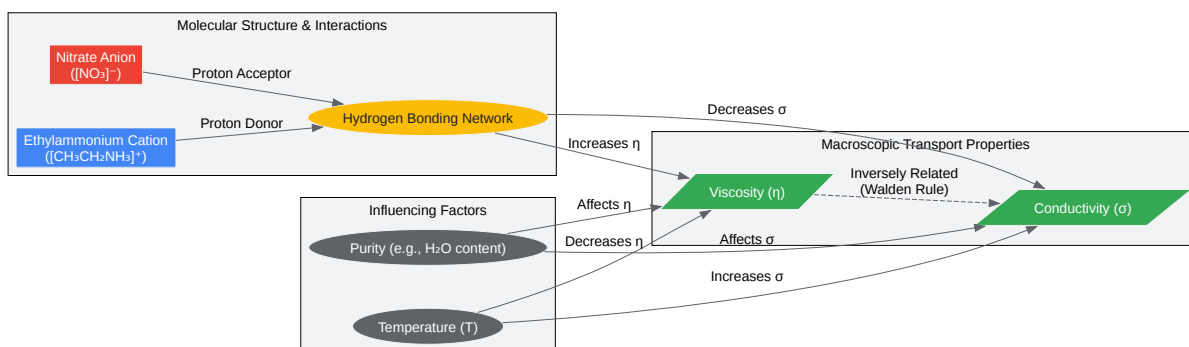 Molecular Structure & Interactions
Nitrate Anion
([NO₃]⁻)
Proton Acceptor
Ethylammonium Cation
([CH₃CH₂NH₃]⁺)
Proton Donor
Hydrogen Bonding Network
Decreases σ
Increases η
Macroscopic Transport Properties
Viscosity (η)
Inversely Related
(Walden Rule)
Conductivity (σ)
Influencing Factors
Purity (e.g., H₂O content)
Affects η
Decreases η
Affects σ
Increases σ
Temperature (T)